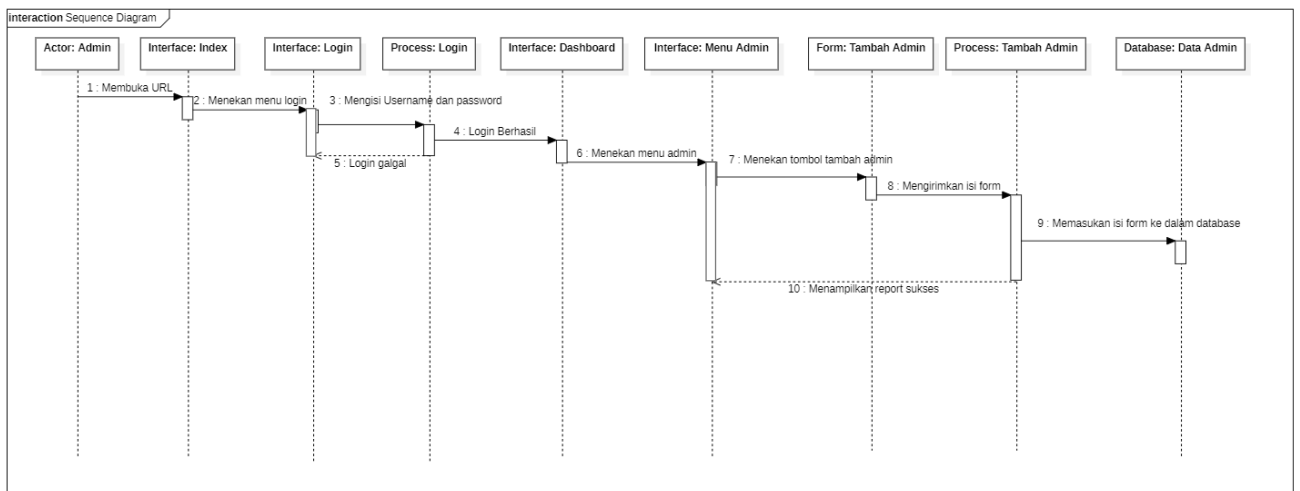 interaction Sequence Diagram
Actor: Admin
Interface: Index
Interface: Login
Process: Login
Interface: Dashboard
Interface: Menu Admin
Form: Tambah Admin
Process: Tambah Admin
Database: Data Admin
1 : Membuka URL
2 : Menekan menu login
3 : Mengisi Username dan password
4 : Login Berhasil
5 : Login galgal
6 : Menekan menu admin
7 : Menekan tombol tambah admin
8 : Mengirimkan isi form
9 : Memasukan isi form ke dalam database
10 : Menampilkan report sukses